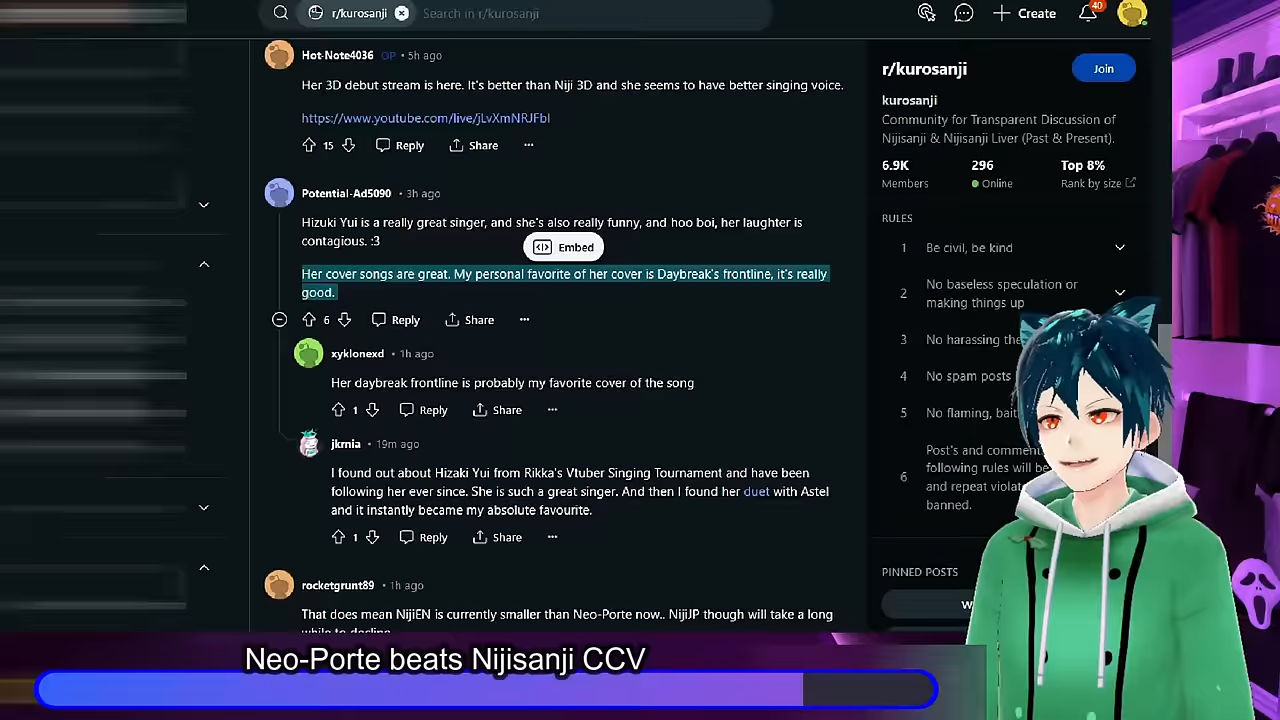 r/kurosanji
Search in r/kurosanji
Create
40
Hot-Note4036 OP • 5h ago
Her 3D debut stream is here. It's better than Niji 3D and she seems to have better singing voice.
https://www.youtube.com/live/jLvXmNRJFbI
15 Reply Share
Potential-Ad5090 • 3h ago
Hizuki Yui is a really great singer, and she's also really funny, and hoo boi, her laughter is
contagious. :3
Embed
Her cover songs are great. My personal favorite of her cover is Daybreak's frontline, it's really
good.
6 Reply Share
xyklonexd • 1h ago
Her daybreak frontline is probably my favorite cover of the song
1 Reply Share
jkrnia • 19m ago
I found out about Hizaki Yui from Rikka's Vtuber Singing Tournament and have been
following her ever since. She is such a great singer. And then I found her duet with Astel
and it instantly became my absolute favourite.
1 Reply Share
rocketgrunt89 • 1h ago
That does mean NijiEN is currently smaller than Neo-Porte now.. NijiJP though will take a long
while to decline
r/kurosanji
Join
kurosanji
Community for Transparent Discussion of
Nijisanji & Nijisanji Liver (Past & Present).
6.9K 296 Top 8%
Members Online Rank by size
RULES
1 Be civil, be kind
2 No baseless speculation or
making things up
3 No harassing
4 No spam posts
5 No flaming,
6 Post's and
following rules will be
and repeat
banned.
PINNED POSTS
Neo-Porte beats Nijisanji CCV